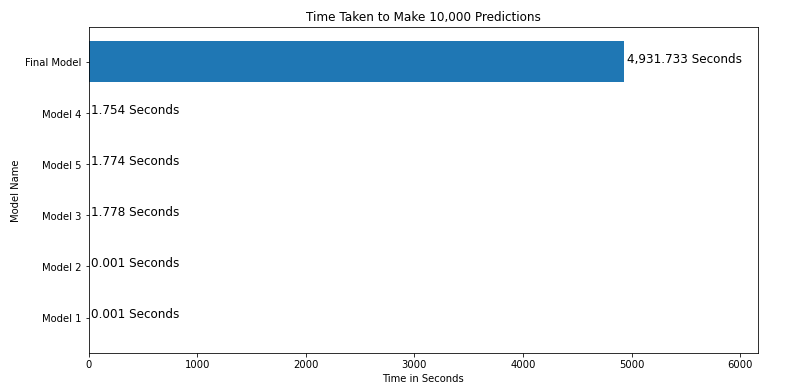 Time Taken to Make 10,000 Predictions
Final Model
4,931.733 Seconds
Model 4
1.754 Seconds
Model 5
1.774 Seconds
Model 3
1.778 Seconds
Model 2
0.001 Seconds
Model 1
0.001 Seconds
Model Name
0 1000 2000 3000 4000 5000 6000
Time in Seconds